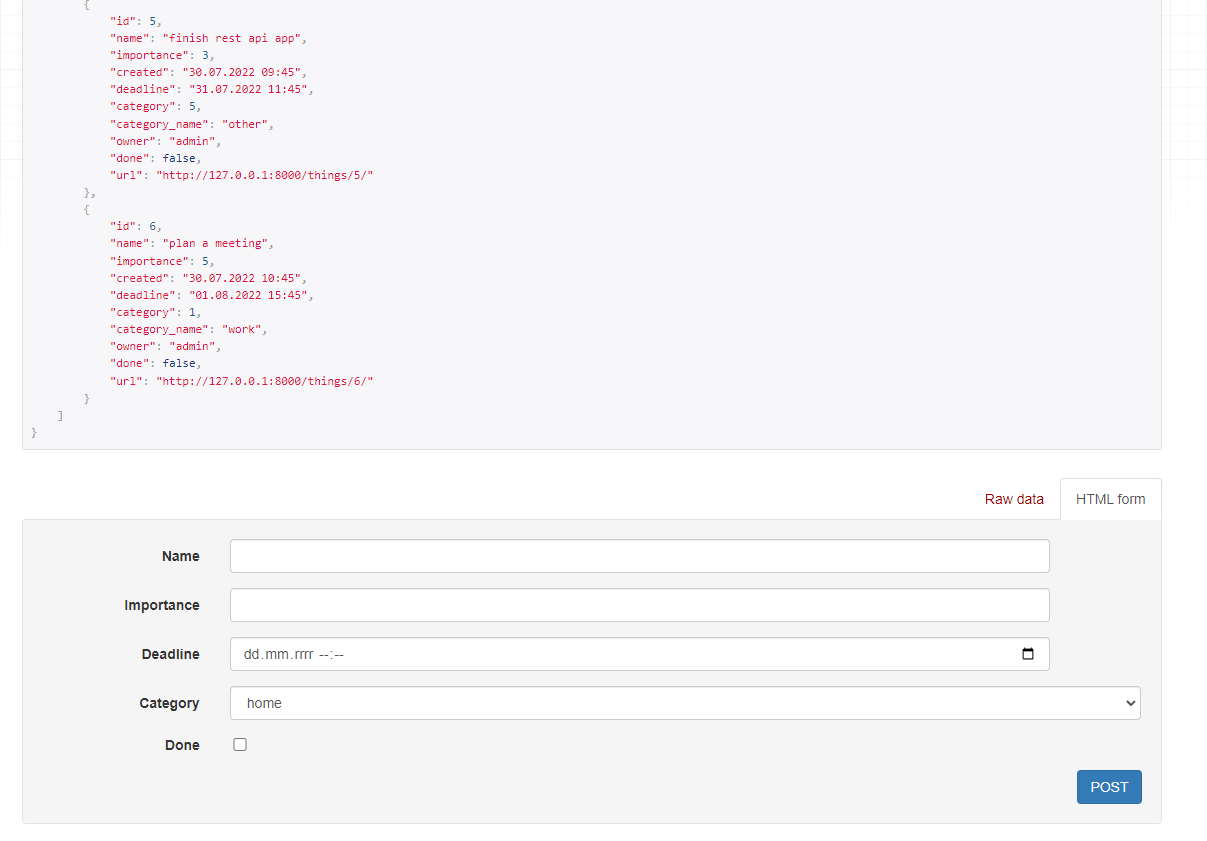 {
"id": 5,
"name": "finish rest api app",
"importance": 3,
"created": "30.07.2022 09:45",
"deadline": "31.07.2022 11:45",
"category": 5,
"category_name": "other",
"owner": "admin",
"done": false,
"url": "http://127.0.0.1:8000/things/5/"
},
{
"id": 6,
"name": "plan a meeting",
"importance": 5,
"created": "30.07.2022 10:45",
"deadline": "01.08.2022 15:45",
"category": 1,
"category_name": "work",
"owner": "admin",
"done": false,
"url": "http://127.0.0.1:8000/things/6/"
}
]
}
Raw data HTML form
Name
Importance
Deadline dd.mm.rrrr --:--
Category home
Done
POST